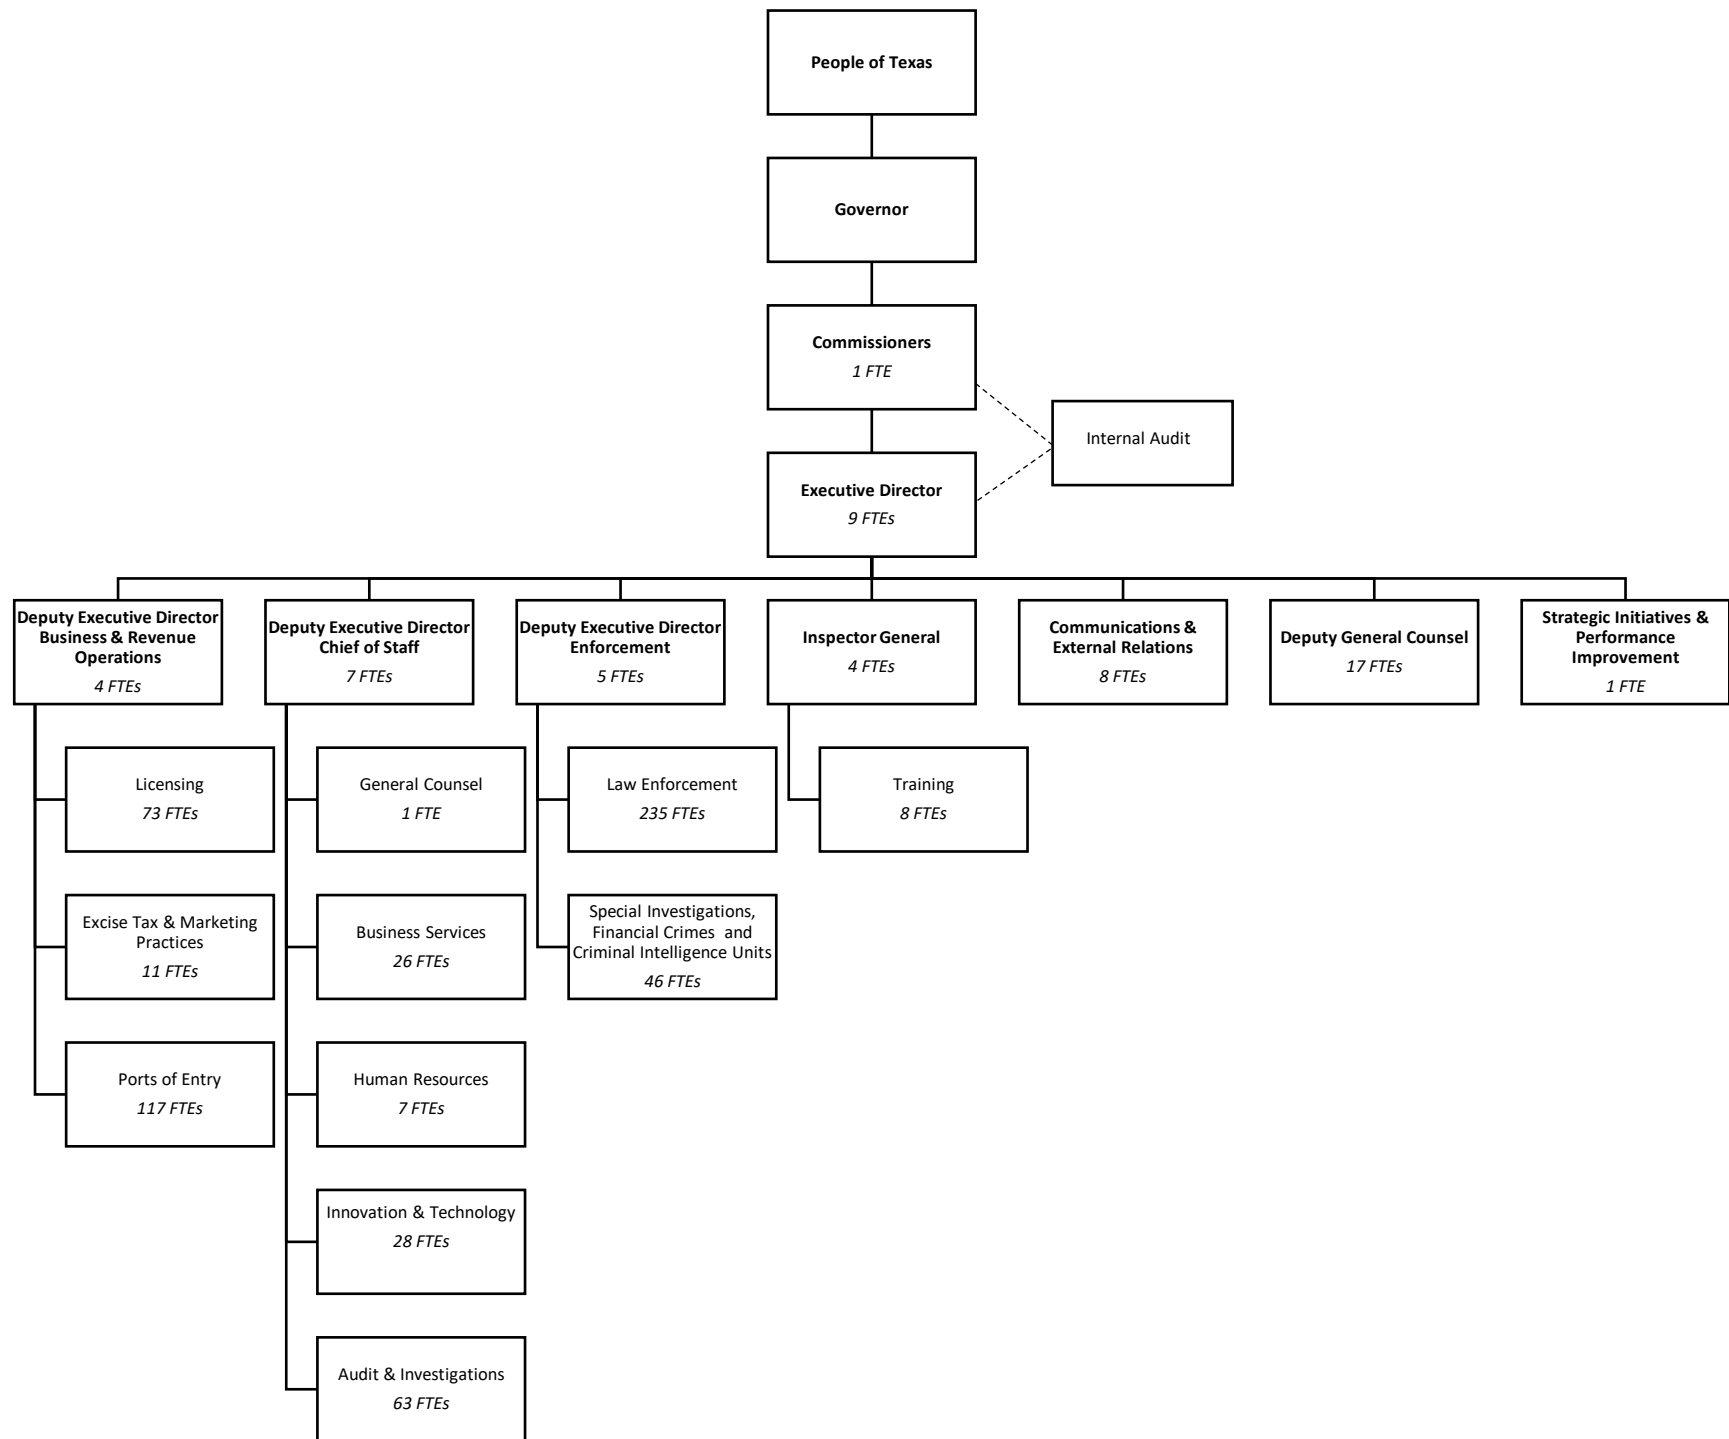 People of Texas
Governor
Commissioners
1 FTE
Internal Audit
Executive Director
9 FTEs
Deputy Executive Director
Business & Revenue
Operations
4 FTEs
Deputy Executive Director
Chief of Staff
7 FTEs
Deputy Executive Director
Enforcement
5 FTEs
Inspector General
4 FTEs
Communications &
External Relations
8 FTEs
Deputy General Counsel
17 FTEs
Strategic Initiatives &
Performance
Improvement
1 FTE
Licensing
73 FTEs
General Counsel
1 FTE
Law Enforcement
235 FTEs
Training
8 FTEs
Excise Tax & Marketing
Practices
11 FTEs
Business Services
26 FTEs
Special Investigations,
Financial Crimes and
Criminal Intelligence Units
46 FTEs
Ports of Entry
117 FTEs
Human Resources
7 FTEs
Innovation & Technology
28 FTEs
Audit & Investigations
63 FTEs